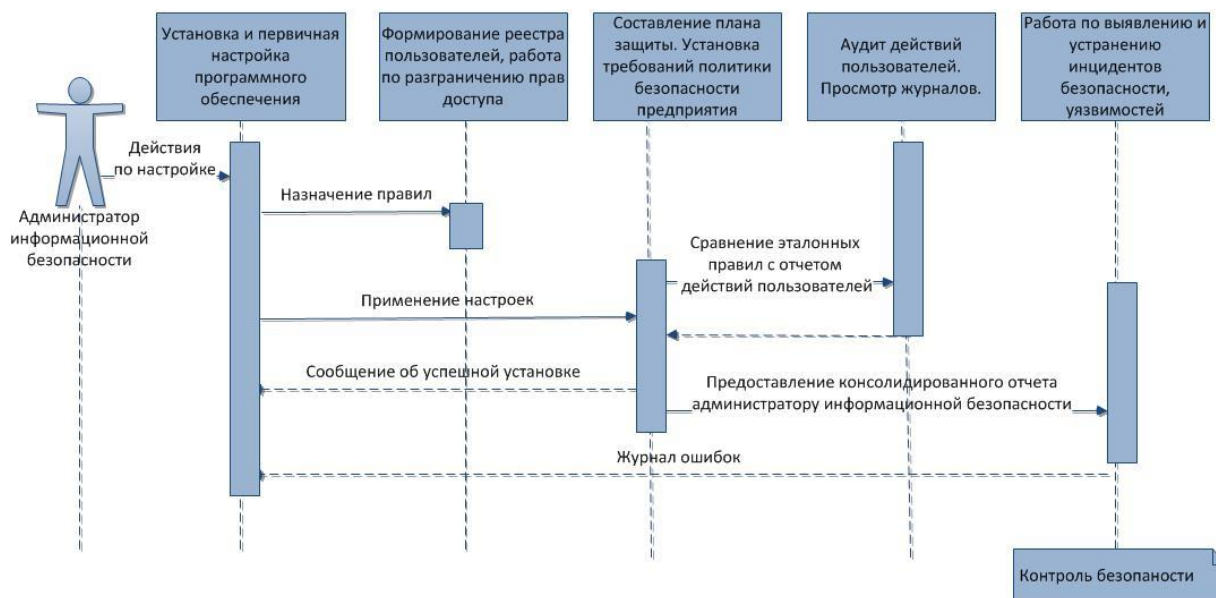 Установка и первичная
настройка
программного
обеспечения
Формирование реестра
пользователей, работа
по разграничению прав
доступа
Составление плана
защиты. Установка
требований политики
безопасности
предприятия
Аудит действий
пользователей.
Просмотр журналов.
Работа по выявлению и
устранению
инцидентов
безопасности,
уязвимостей
Действия
по настройке
Администратор
информационной
безопасности
Назначение правил
Сравнение эталонных
правил с отчетом
действий пользователей
Применение настроек
Сообщение об успешной установке
Предоставление консолидированного отчета
администратору информационной безопасности
Журнал ошибок
Контроль безопаности